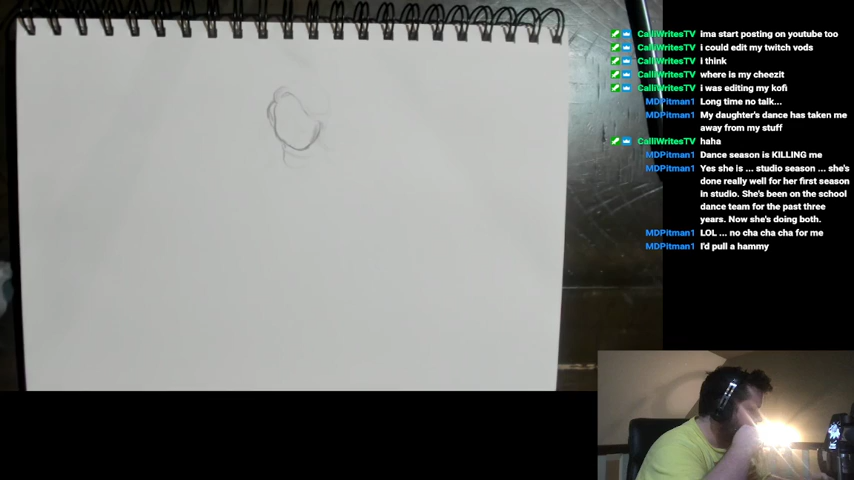 CalliWritesTV ima start posting on youtube too
CalliWritesTV i could edit my twitch vods
CalliWritesTV i think
CalliWritesTV where is my cheezit
CalliWritesTV i was editing my kofi
MDPitman1 Long time no talk...
MDPitman1 My daughter's dance has taken me
away from my stuff
CalliWritesTV haha
MDPitman1 Dance season is KILLING me
MDPitman1 Yes she is ... studio season ... she's
done really well for her first season
in studio. She's been on the school
dance team for the past three
years. Now she's doing both.
MDPitman1 LOL ... no cha cha cha for me
MDPitman1 I'd pull a hammy